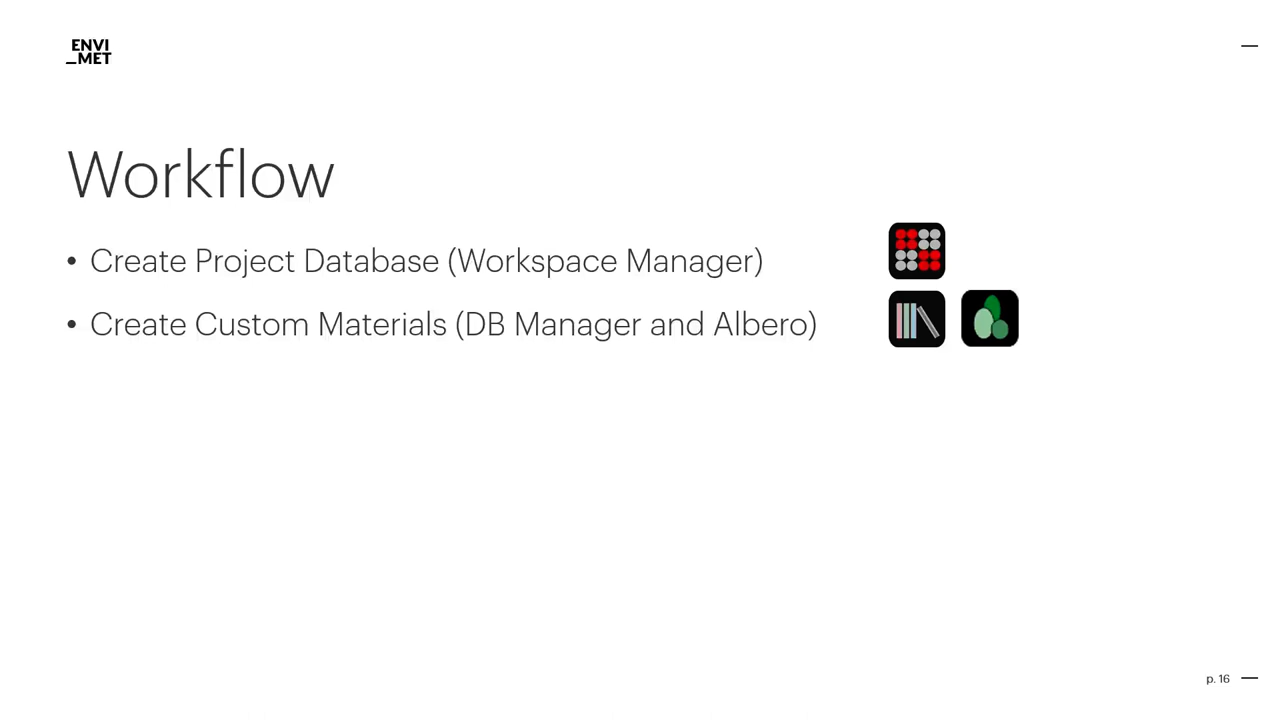 ENVI
_MET
Workflow
• Create Project Database (Workspace Manager)
• Create Custom Materials (DB Manager and Albero)
p. 16